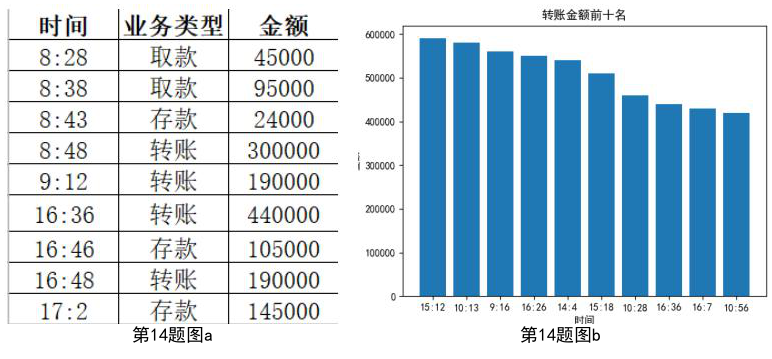 时间 业务类型 金额
8:28 取款 45000
8:38 取款 95000
8:43 存款 24000
8:48 转账 300000
9:12 转账 190000
16:36 转账 440000
16:46 存款 105000
16:48 转账 190000
17:2 存款 145000
第14题图a
转账金额前十名
600000
500000
400000
300000
200000
100000
0
15:12 10:13 9:16 16:26 14:4 15:18 10:28 16:36 16:7 10:56
时间
第14题图b